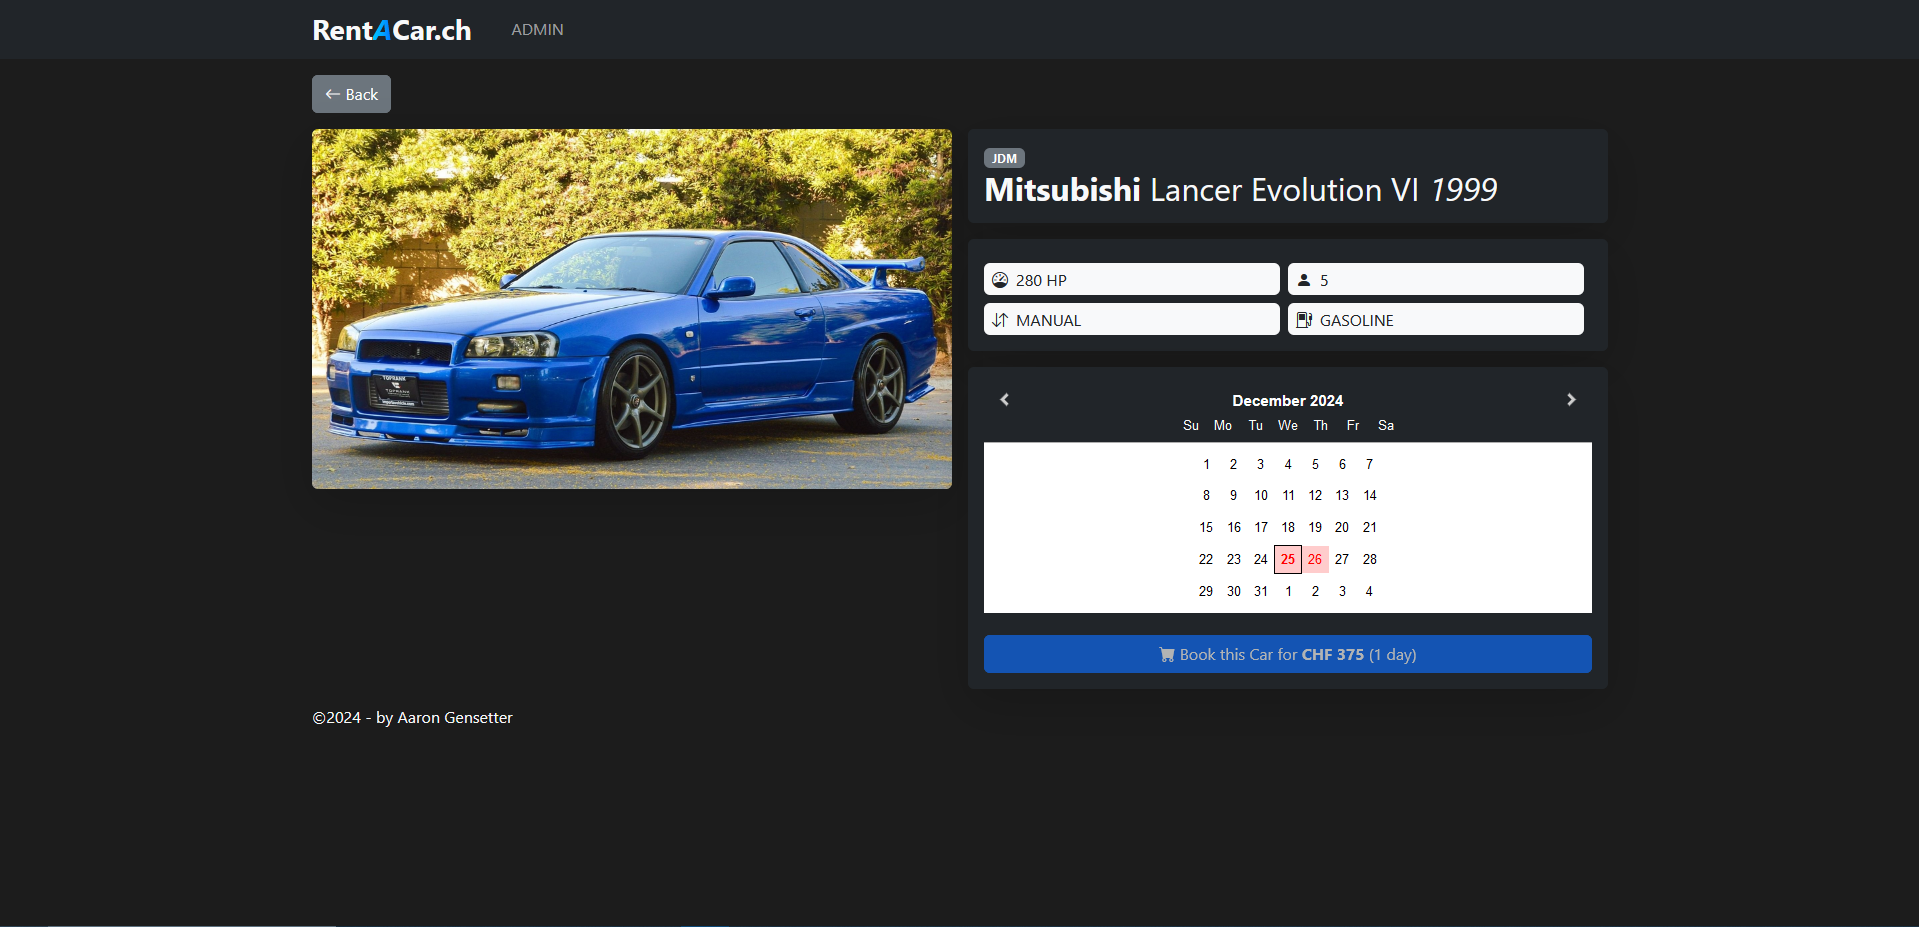 RentACar.ch ADMIN
← Back
JDM
Mitsubishi Lancer Evolution VI 1999
280 HP 5
MANUAL GASOLINE
December 2024
Su Mo Tu We Th Fr Sa
1 2 3 4 5 6 7
8 9 10 11 12 13 14
15 16 17 18 19 20 21
22 23 24 25 26 27 28
29 30 31 1 2 3 4
Book this Car for CHF 375 (1 day)
TOPRANK
©2024 - by Aaron Gensetter